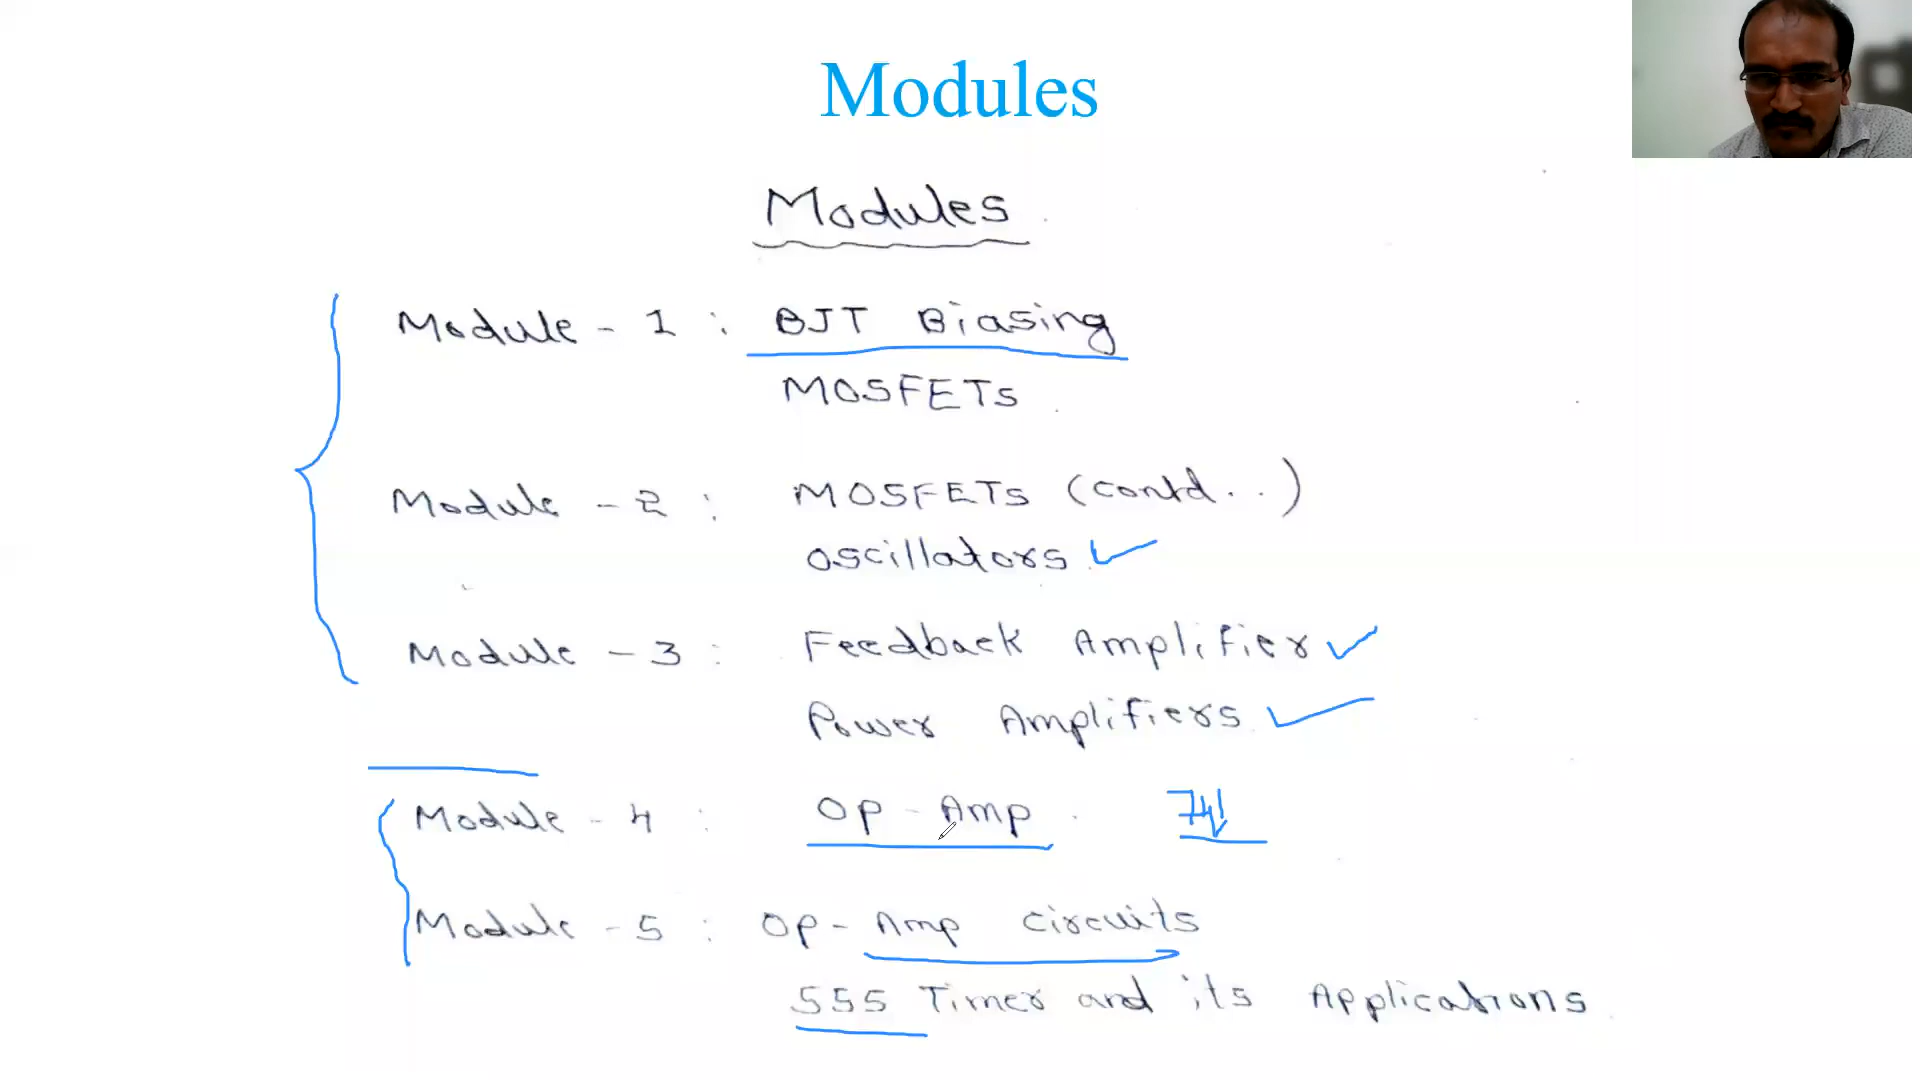 Modules
Modules
Module - 1 : BJT Biasing
MOSFETs
Module - 2 : MOSFETs (contd...)
oscillators
Module - 3 : Feedback Amplifier
Power Amplifiers
Module - 4 : Op-Amp 741
Module - 5 : Op-Amp circuits
555 Timer and its Applications